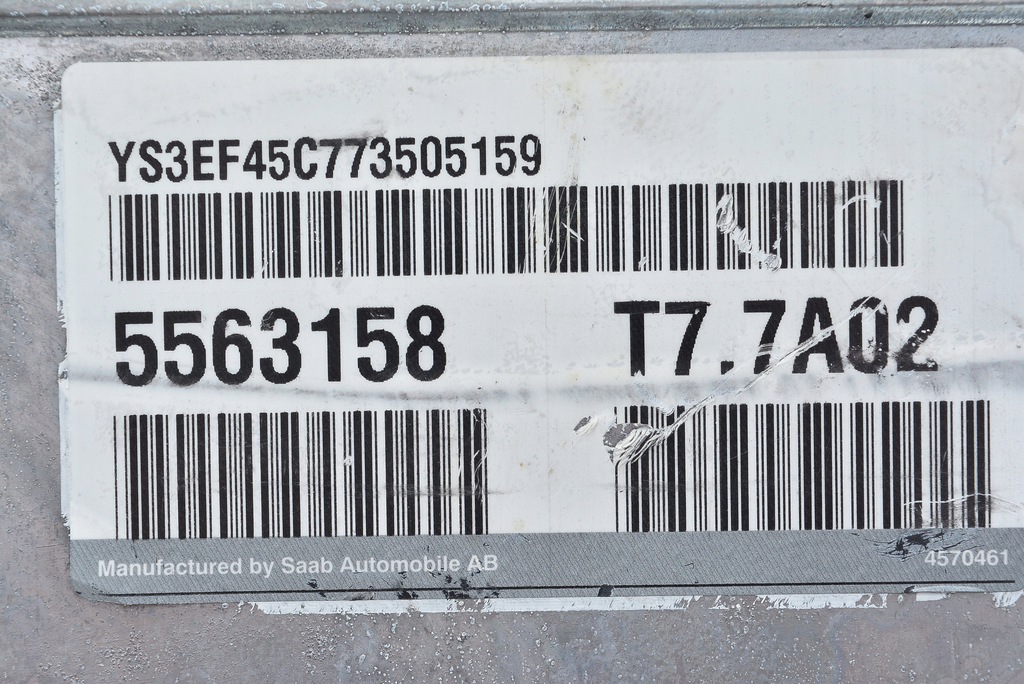 YS3EF45C773505159
5563158 T7.7A02
Manufactured by Saab Automobile AB 4570461